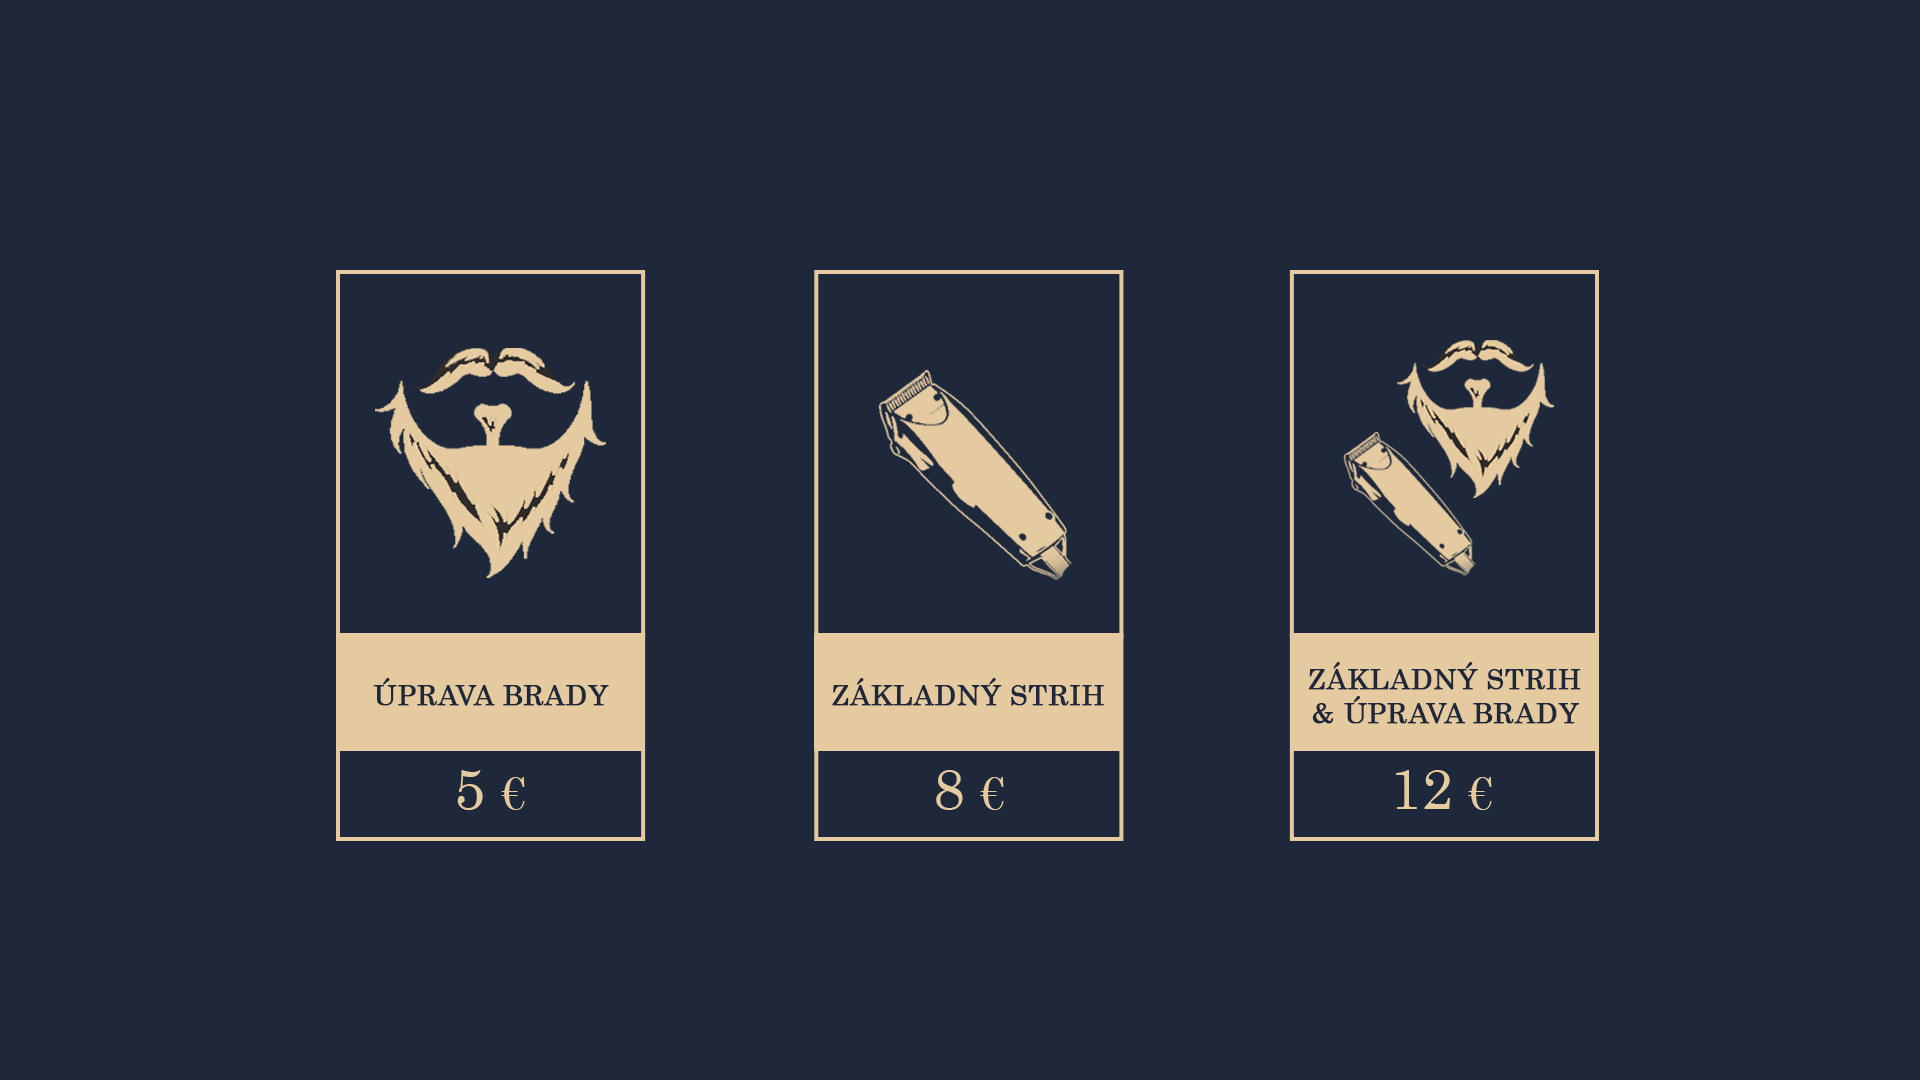 ÚPRAVA BRADY
5 €
ZÁKLADNÝ STRIH
8 €
ZÁKLADNÝ STRIH
& ÚPRAVA BRADY
12 €